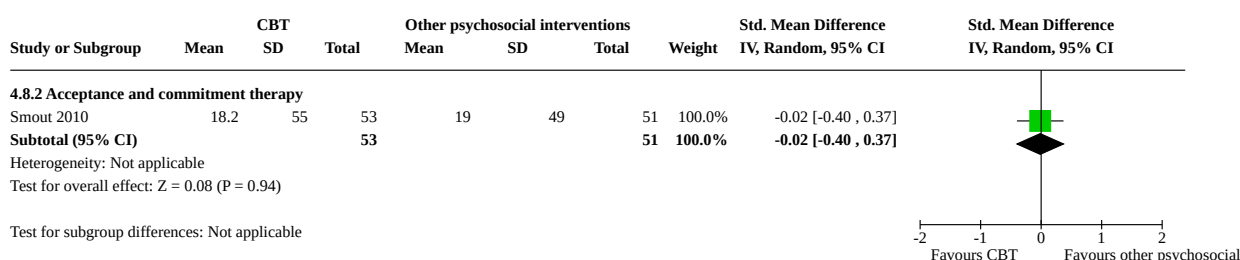 CBT Other psychosocial interventions Std. Mean Difference Std. Mean Difference
Study or Subgroup Mean SD Total Mean SD Total Weight IV, Random, 95% CI IV, Random, 95% CI
4.8.2 Acceptance and commitment therapy
Smout 2010 18.2 55 53 19 49 51 100.0% -0.02 [-0.40 , 0.37]
Subtotal (95% CI) 53 51 100.0% -0.02 [-0.40 , 0.37]
Heterogeneity: Not applicable
Test for overall effect: Z = 0.08 (P = 0.94)
Test for subgroup differences: Not applicable
-2 -1 0 1 2
Favours CBT Favours other psychosocial